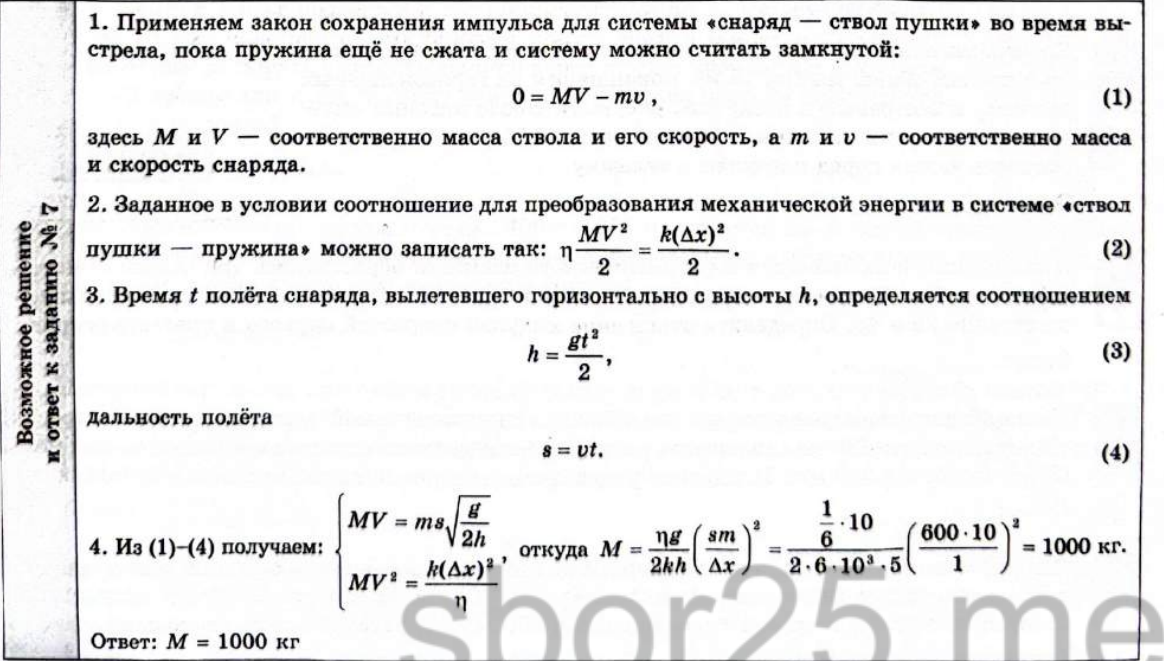 1. Применяем закон сохранения импульса для системы «снаряд — ствол пушки» во время вы-
стрела, пока пружина ещё не сжата и систему можно считать замкнутой:
0 = MV – mv , (1)
здесь M и V — соответственно масса ствола и его скорость, а m и v — соответственно масса
и скорость снаряда.
2. Заданное в условии соотношение для преобразования механической энергии в системе «ствол
пушки — пружина» можно записать так: η MV²/2 = k(Δx)²/2. (2)
3. Время t полёта снаряда, вылетевшего горизонтально с высоты h, определяется соотношением
h = gt²/2, (3)
дальность полёта
s = vt. (4)
4. Из (1)–(4) получаем: { MV = ms√(g/2h) ; MV² = k(Δx)²/η , откуда M = ηg/2kh (sm/Δx)² = (1/6 · 10)/(2 · 6 · 10³ · 5) (600 · 10/1)² = 1000 кг.
Ответ: M = 1000 кг
Возможное решение
и ответ к заданию № 7
sbor25.me